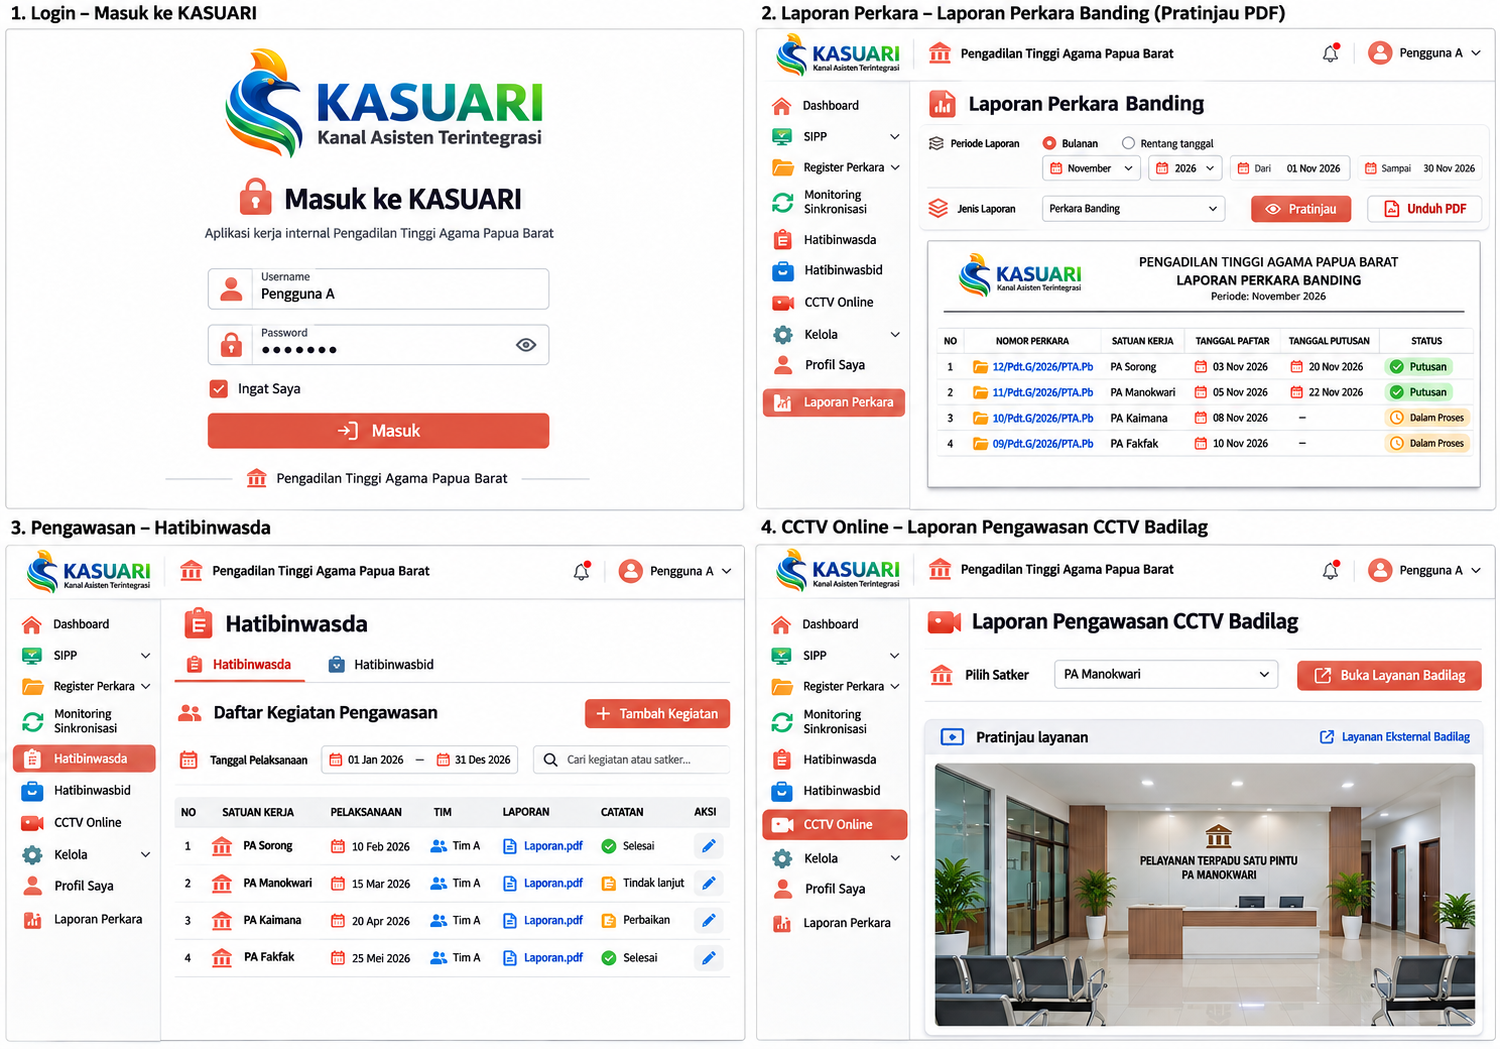 1. Login – Masuk ke KASUARI
KASUARI
Kanal Asisten Terintegrasi
Masuk ke KASUARI
Aplikasi kerja internal Pengadilan Tinggi Agama Papua Barat
Username
Pengguna A
Password
Ingat Saya
Masuk
Pengadilan Tinggi Agama Papua Barat
2. Laporan Perkara – Laporan Perkara Banding (Pratinjau PDF)
KASUARI
Kanal Asisten Terintegrasi
Pengadilan Tinggi Agama Papua Barat
Pengguna A
Dashboard
SIPP
Register Perkara
Monitoring
Sinkronisasi
Hatibinwasda
Hatibinwasbid
CCTV Online
Kelola
Profil Saya
Laporan Perkara
Laporan Perkara Banding
Periode Laporan Bulanan Rentang tanggal
November 2026 Dari 01 Nov 2026 Sampai 30 Nov 2026
Jenis Laporan Perkara Banding Pratinjau Unduh PDF
KASUARI
Kanal Asisten Terintegrasi
PENGADILAN TINGGI AGAMA PAPUA BARAT
LAPORAN PERKARA BANDING
Periode: November 2026
NO NOMOR PERKARA SATUAN KERJA TANGGAL PAFTAR TANGGAL PUTUSAN STATUS
1 12/Pdt.G/2026/PTA.Pb PA Sorong 03 Nov 2026 20 Nov 2026 Putusan
2 11/Pdt.G/2026/PTA.Pb PA Manokwari 05 Nov 2026 22 Nov 2026 Putusan
3 10/Pdt.G/2026/PTA.Pb PA Kaimana 08 Nov 2026 – Dalam Proses
4 09/Pdt.G/2026/PTA.Pb PA Fakfak 10 Nov 2026 – Dalam Proses
3. Pengawasan – Hatibinwasda
KASUARI
Kanal Asisten Terintegrasi
Pengadilan Tinggi Agama Papua Barat
Pengguna A
Dashboard
SIPP
Register Perkara
Monitoring
Sinkronisasi
Hatibinwasda
Hatibinwasbid
CCTV Online
Kelola
Profil Saya
Laporan Perkara
Hatibinwasda
Hatibinwasda Hatibinwasbid
Daftar Kegiatan Pengawasan + Tambah Kegiatan
Tanggal Pelaksanaan 01 Jan 2026 – 31 Des 2026 Cari kegiatan atau satker...
NO SATUAN KERJA PELAKSANAAN TIM LAPORAN CATATAN AKSI
1 PA Sorong 10 Feb 2026 Tim A Laporan.pdf Selesai
2 PA Manokwari 15 Mar 2026 Tim A Laporan.pdf Tindak lanjut
3 PA Kaimana 20 Apr 2026 Tim A Laporan.pdf Perbaikan
4 PA Fakfak 25 Mei 2026 Tim A Laporan.pdf Selesai
4. CCTV Online – Laporan Pengawasan CCTV Badilag
KASUARI
Kanal Asisten Terintegrasi
Pengadilan Tinggi Agama Papua Barat
Pengguna A
Dashboard
SIPP
Register Perkara
Monitoring
Sinkronisasi
Hatibinwasda
Hatibinwasbid
CCTV Online
Kelola
Profil Saya
Laporan Perkara
Laporan Pengawasan CCTV Badilag
Pilih Satker PA Manokwari Buka Layanan Badilag
Pratinjau layanan Layanan Eksternal Badilag
PELAYANAN TERPADU SATU PINTU
PA MANOKWARI